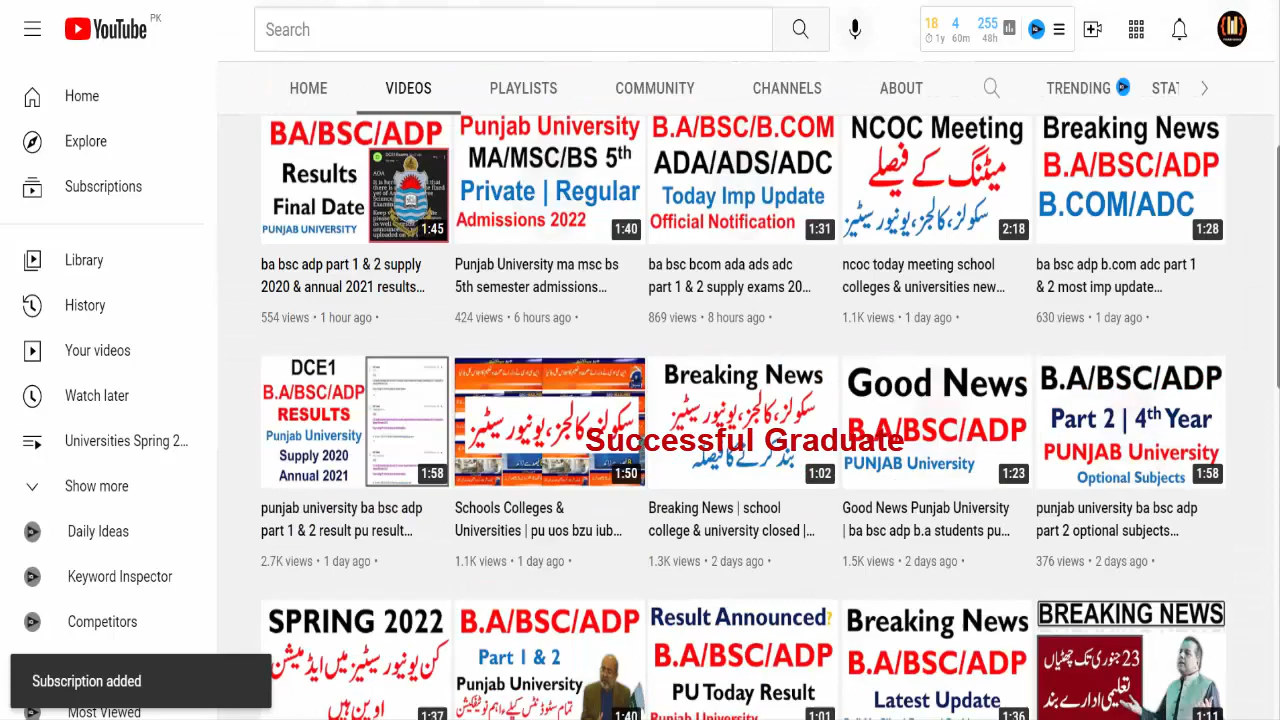 YouTube PK
Search
18 4 255
1y 60m 48h
Home
Explore
Subscriptions
Library
History
Your videos
Watch later
Universities Spring 2...
Show more
Daily Ideas
Keyword Inspector
Competitors
Most Viewed
Subscription added
HOME VIDEOS PLAYLISTS COMMUNITY CHANNELS ABOUT TRENDING STAT
BA/BSC/ADP
Results
Final Date
PUNJAB UNIVERSITY
1:45
Punjab University
MA/MSC/BS 5th
Private | Regular
Admissions 2022
1:40
B.A/BSC/B.COM
ADA/ADS/ADC
Today Imp Update
Official Notification
1:31
NCOC Meeting
میٹنگ کے فیصلے
سکولز، کالجز، یونیورسٹیز
2:18
Breaking News
B.A/BSC/ADP
B.COM/ADC
1:28
ba bsc adp part 1 & 2 supply
2020 & annual 2021 results...
554 views • 1 hour ago •
Punjab University ma msc bs
5th semester admissions...
424 views • 6 hours ago •
ba bsc bcom ada ads adc
part 1 & 2 supply exams 20...
869 views • 8 hours ago •
ncoc today meeting school
colleges & universities new...
1.1K views • 1 day ago •
ba bsc adp b.com adc part 1
& 2 most imp update...
630 views • 1 day ago •
DCE1
B.A/BSC/ADP
RESULTS
Punjab University
Supply 2020
Annual 2021
1:58
سکولز، کالجز، یونیورسٹیز
1:50
Breaking News
سکولز، کالجز، یونیورسٹیز
بند کرنے کا فیصلہ
1:02
Successful Graduate
Good News
B.A/BSC/ADP
PUNJAB University
1:23
B.A/BSC/ADP
Part 2 | 4th Year
PUNJAB University
Optional Subjects
1:58
punjab university ba bsc adp
part 1 & 2 result pu result...
2.7K views • 1 day ago •
Schools Colleges &
Universities | pu uos bzu iub...
1.1K views • 1 day ago •
Breaking News | school
college & university closed |...
1.3K views • 2 days ago •
Good News Punjab University
| ba bsc adp b.a students pu...
1.5K views • 2 days ago •
punjab university ba bsc adp
part 2 optional subjects...
376 views • 2 days ago •
SPRING 2022
کن یونیورسٹیز میں ایڈمیشن
اوپن ہیں
1:37
B.A/BSC/ADP
Part 1 & 2
Punjab University
1:40
Result Announced?
B.A/BSC/ADP
PU Today Result
Punjab University
1:01
Breaking News
B.A/BSC/ADP
Latest Update
1:36
BREAKING NEWS
23 جنوری تک چھٹیاں
تعلیمی ادارے بند
1:11